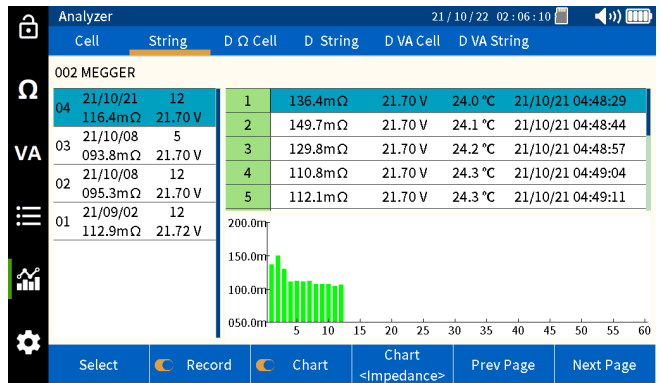 Analyzer 21/10/22 02:06:10
Cell String D Ω Cell D String D VA Cell D VA String
Ω
VA
002 MEGGER
04 21/10/21 12
116.4mΩ 21.70 V
03 21/10/08 5
093.8mΩ 21.70 V
02 21/10/08 12
095.3mΩ 21.70 V
01 21/09/02 12
112.9mΩ 21.72 V
1 136.4mΩ 21.70 V 24.0 ℃ 21/10/21 04:48:29
2 149.7mΩ 21.70 V 24.1 ℃ 21/10/21 04:48:44
3 129.8mΩ 21.70 V 24.2 ℃ 21/10/21 04:48:57
4 110.8mΩ 21.70 V 24.3 ℃ 21/10/21 04:49:04
5 112.1mΩ 21.70 V 24.3 ℃ 21/10/21 04:49:11
200.0m
150.0m
100.0m
050.0m
5 10 15 20 25 30 35 40 45 50 55 60
Select Record Chart Chart
<Impedance> Prev Page Next Page